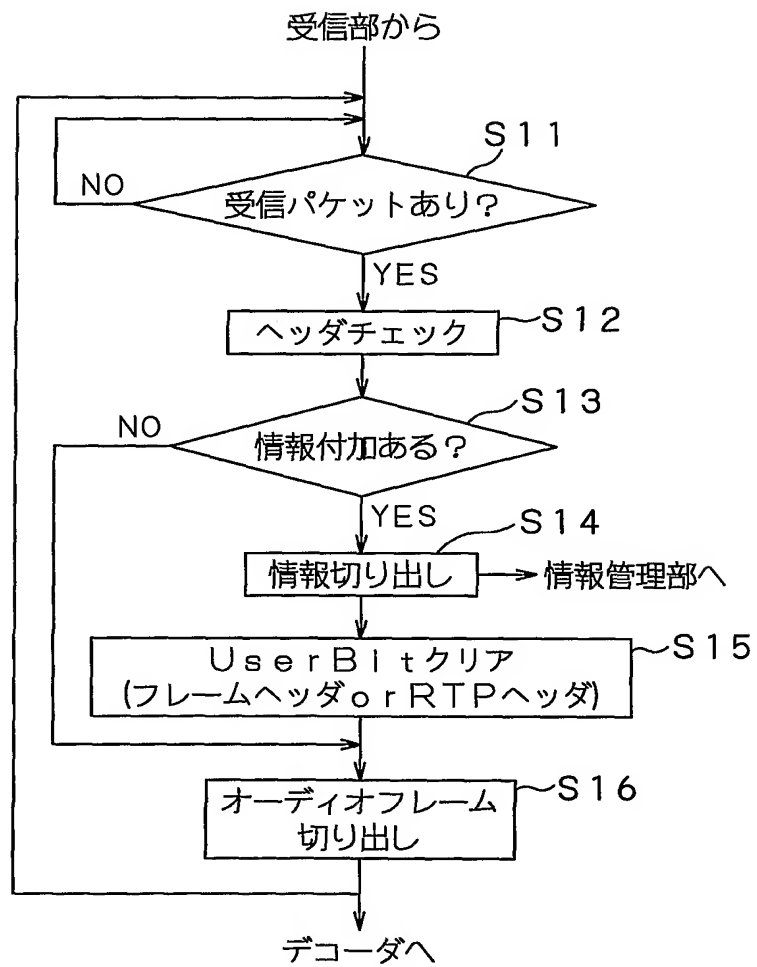 受信部から
S11
NO
受信パケットあり?
YES
S12
ヘッダチェック
S13
NO
情報付加ある?
YES
S14
情報切り出し
情報管理部へ
S15
UserBitクリア
(フレームヘッダorRTPヘッダ)
S16
オーディオフレーム
切り出し
デコーダへ